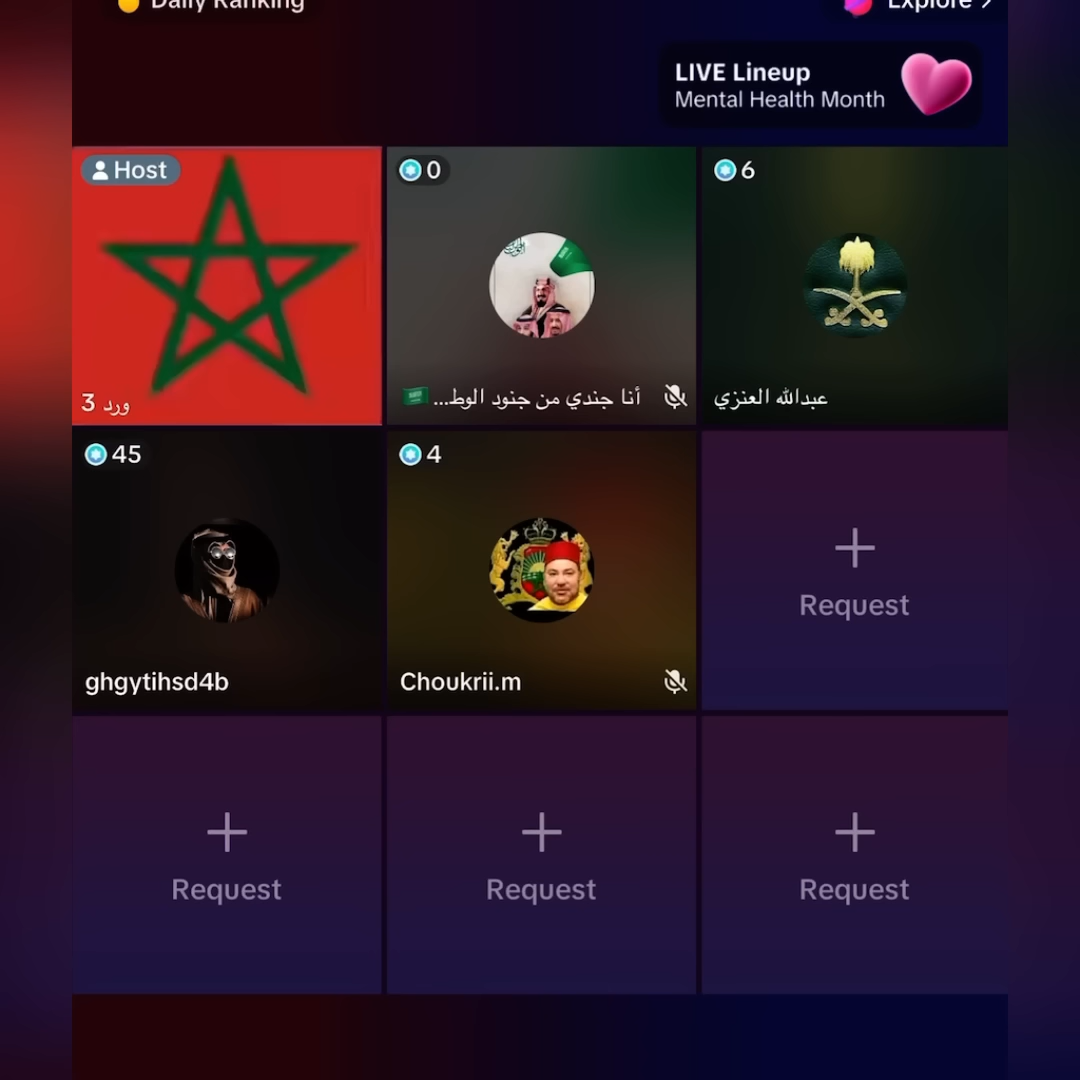 Daily Ranking
Explore >
LIVE Lineup
Mental Health Month
Host
0
6
ورد 3
أنا جندي من جنود الوط...
عبدالله العنزي
45
4
ghgytihsd4b
Choukrii.m
Request
Request
Request
Request